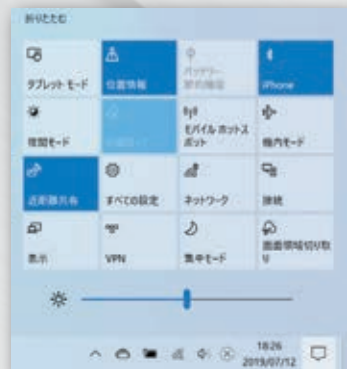 折りたたむ
タブレット モード
位置情報
バッテリー
節約機能
iPhone
夜間モード
モバイル ホットス
ポット
機内モード
近距離共有
すべての設定
ネットワーク
接続
表示
VPN
集中モード
画面領域切り取
り
18:26
2019/07/12